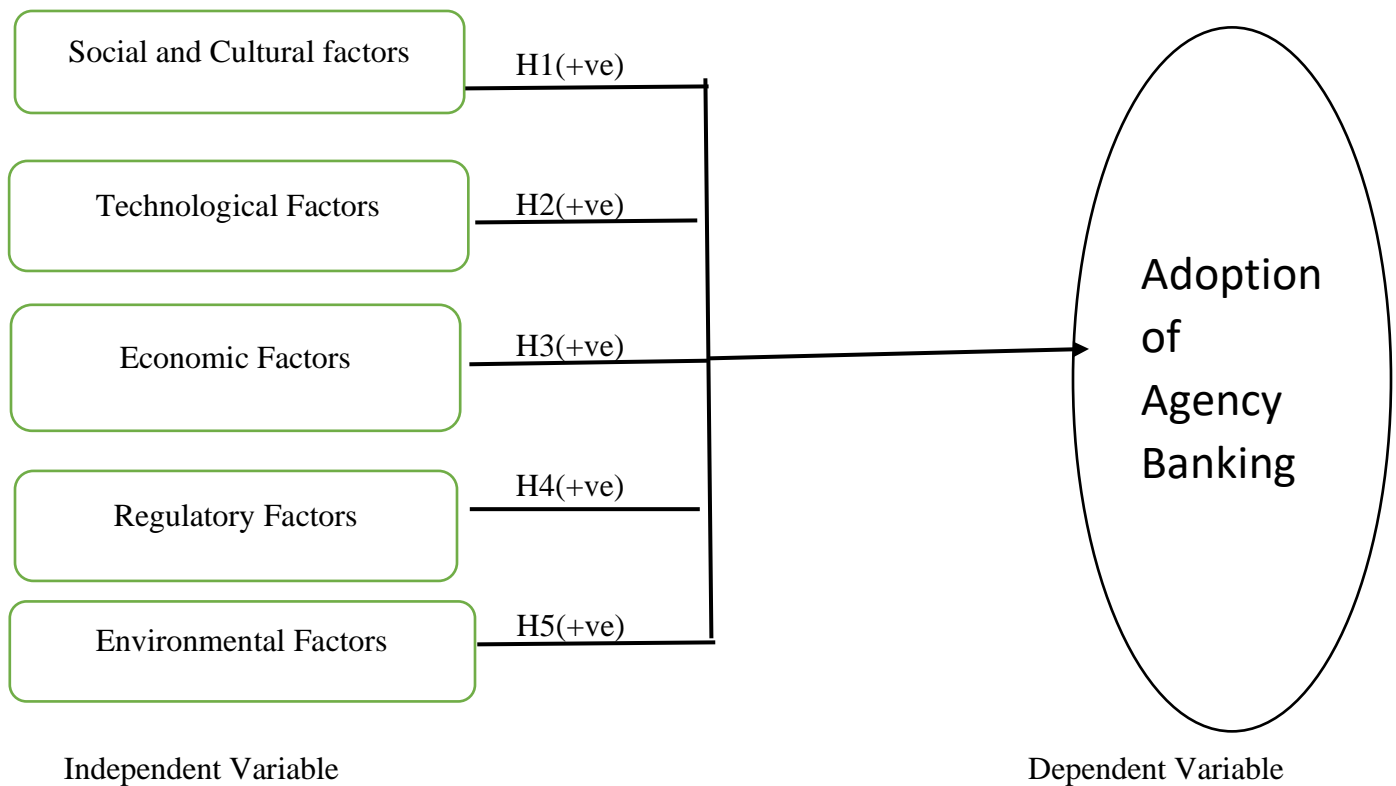 Social and Cultural factors
H1(+ve)
Technological Factors
H2(+ve)
Economic Factors
H3(+ve)
Regulatory Factors
H4(+ve)
Environmental Factors
H5(+ve)
Adoption
of
Agency
Banking
Independent Variable
Dependent Variable